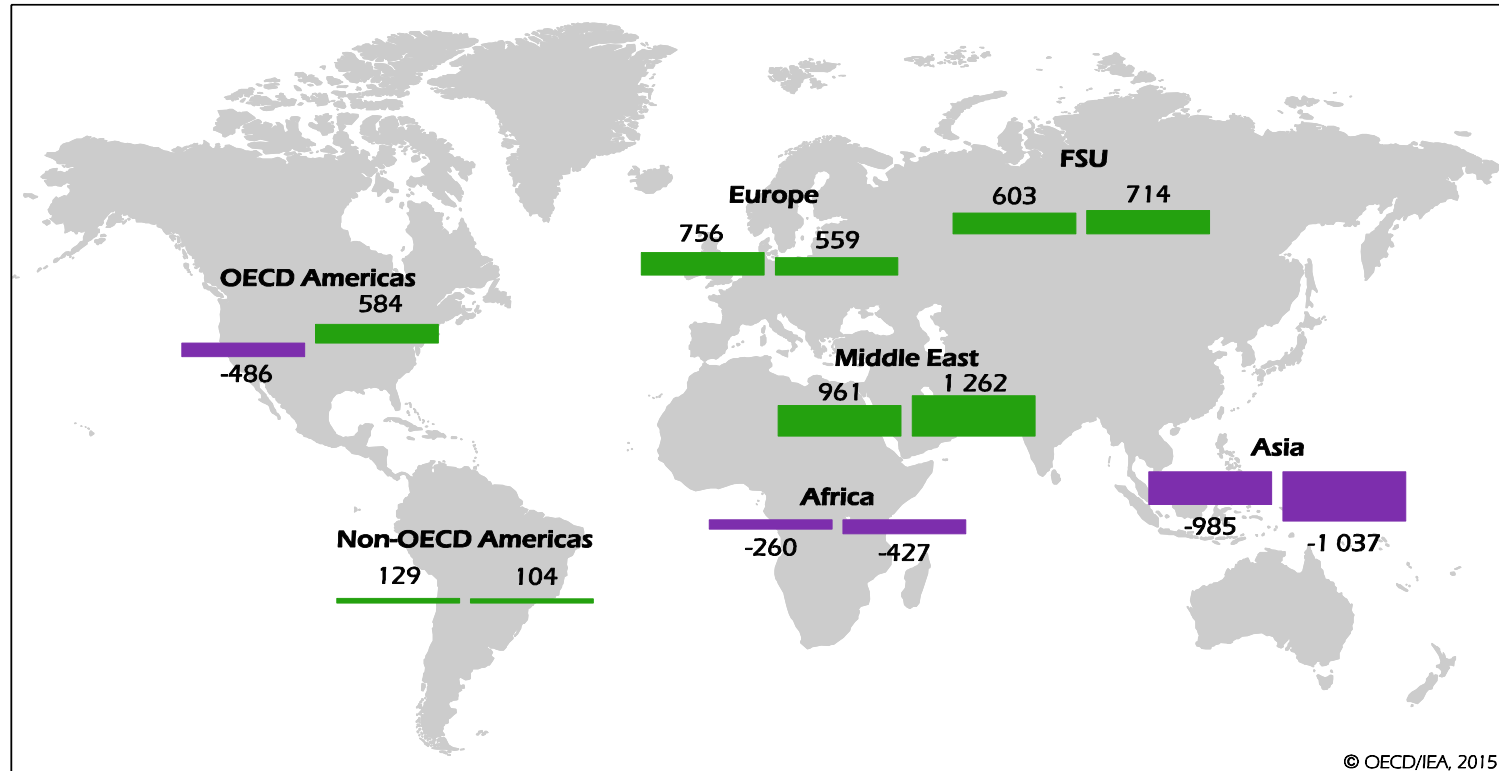 FSU
603 714
Europe
756 559
OECD Americas
584
-486
Middle East
961 1 262
Asia
-985
-1 037
Africa
-260 -427
Non-OECD Americas
129 104
© OECD/IEA, 2015